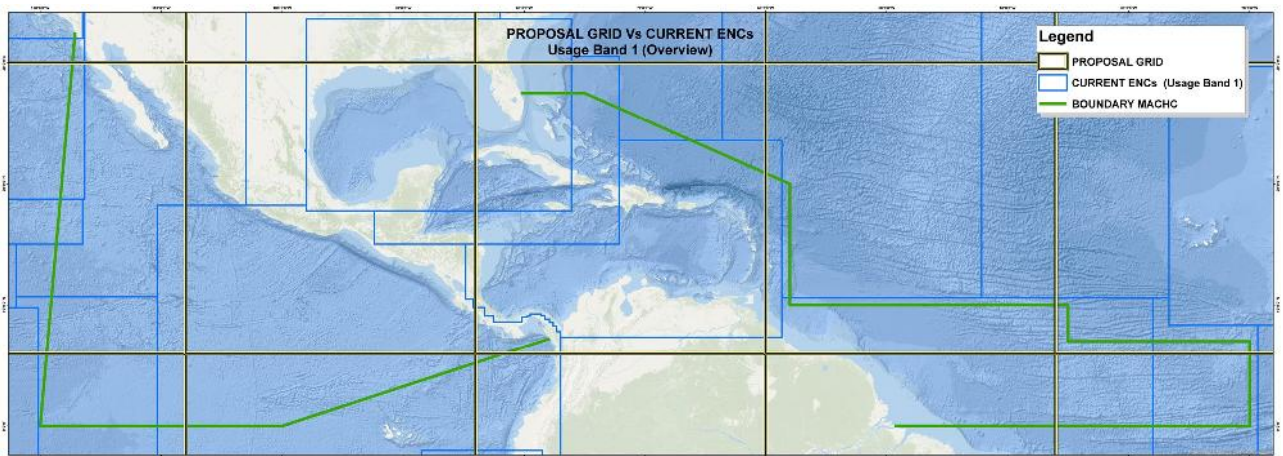 PROPOSAL GRID Vs CURRENT ENCs
Usage Band 1 (Overview)
Legend
PROPOSAL GRID
CURRENT ENCs (Usage Band 1)
BOUNDARY MACHC